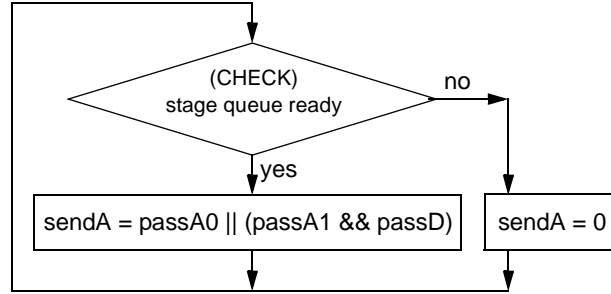 (CHECK)
stage queue ready
no
yes
sendA = passA0 || (passA1 && passD)
sendA = 0